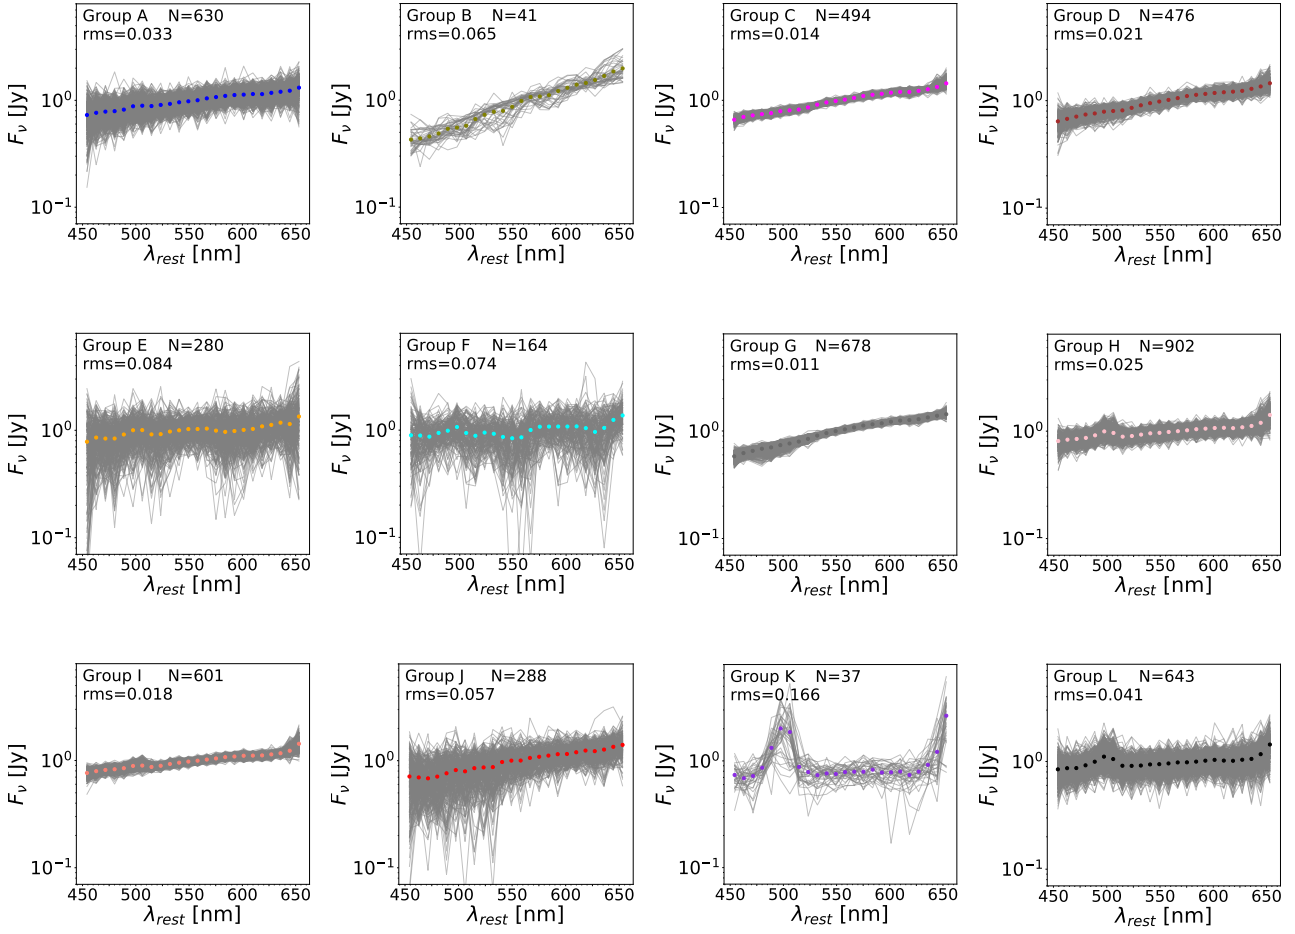 Group A N=630
rms=0.033
10^0
10^-1
F_ν [Jy]
450 500 550 600 650
λ_rest [nm]
Group B N=41
rms=0.065
10^0
10^-1
F_ν [Jy]
450 500 550 600 650
λ_rest [nm]
Group C N=494
rms=0.014
10^0
10^-1
F_ν [Jy]
450 500 550 600 650
λ_rest [nm]
Group D N=476
rms=0.021
10^0
10^-1
F_ν [Jy]
450 500 550 600 650
λ_rest [nm]
Group E N=280
rms=0.084
10^0
10^-1
F_ν [Jy]
450 500 550 600 650
λ_rest [nm]
Group F N=164
rms=0.074
10^0
10^-1
F_ν [Jy]
450 500 550 600 650
λ_rest [nm]
Group G N=678
rms=0.011
10^0
10^-1
F_ν [Jy]
450 500 550 600 650
λ_rest [nm]
Group H N=902
rms=0.025
10^0
10^-1
F_ν [Jy]
450 500 550 600 650
λ_rest [nm]
Group I N=601
rms=0.018
10^0
10^-1
F_ν [Jy]
450 500 550 600 650
λ_rest [nm]
Group J N=288
rms=0.057
10^0
10^-1
F_ν [Jy]
450 500 550 600 650
λ_rest [nm]
Group K N=37
rms=0.166
10^0
10^-1
F_ν [Jy]
450 500 550 600 650
λ_rest [nm]
Group L N=643
rms=0.041
10^0
10^-1
F_ν [Jy]
450 500 550 600 650
λ_rest [nm]